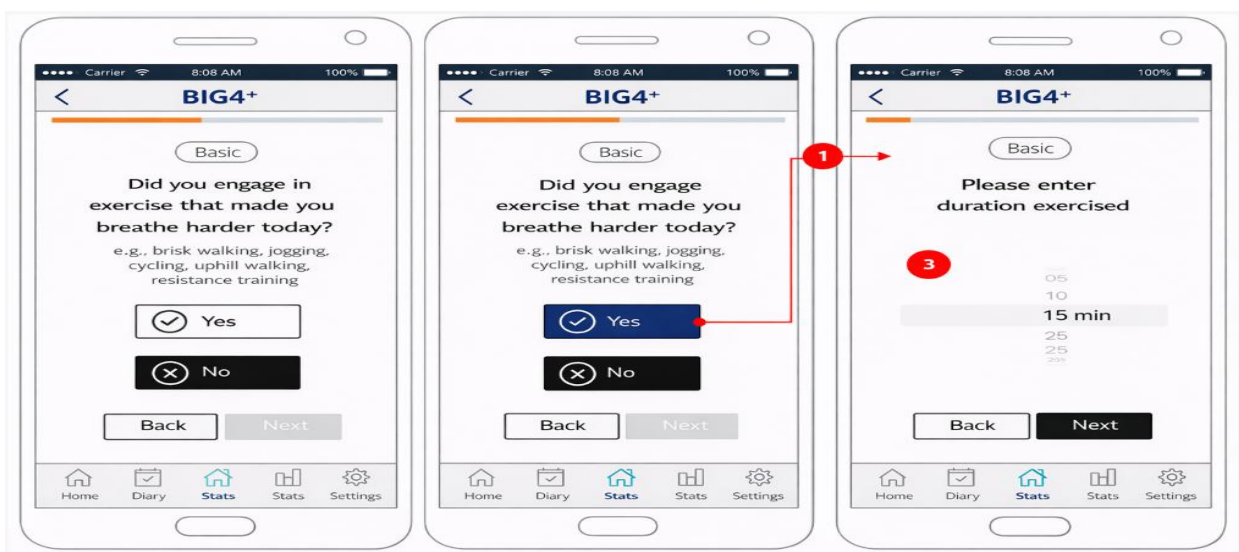 Carrier 8:08 AM 100%
BIG4+
Basic
Did you engage in
exercise that made you
breathe harder today?
e.g., brisk walking, jogging,
cycling, uphill walking,
resistance training
Yes
No
Back Next
Home Diary Stats Stats Settings
Carrier 8:08 AM 100%
BIG4+
Basic
Did you engage
exercise that made you
breathe harder today?
e.g., brisk walking, jogging,
cycling, uphill walking,
resistance training
Yes
No
Back Next
Home Diary Stats Stats Settings
1
Carrier 8:08 AM 100%
BIG4+
Basic
Please enter
duration exercised
3
05
10
15 min
25
25
Back Next
Home Diary Stats Stats Settings